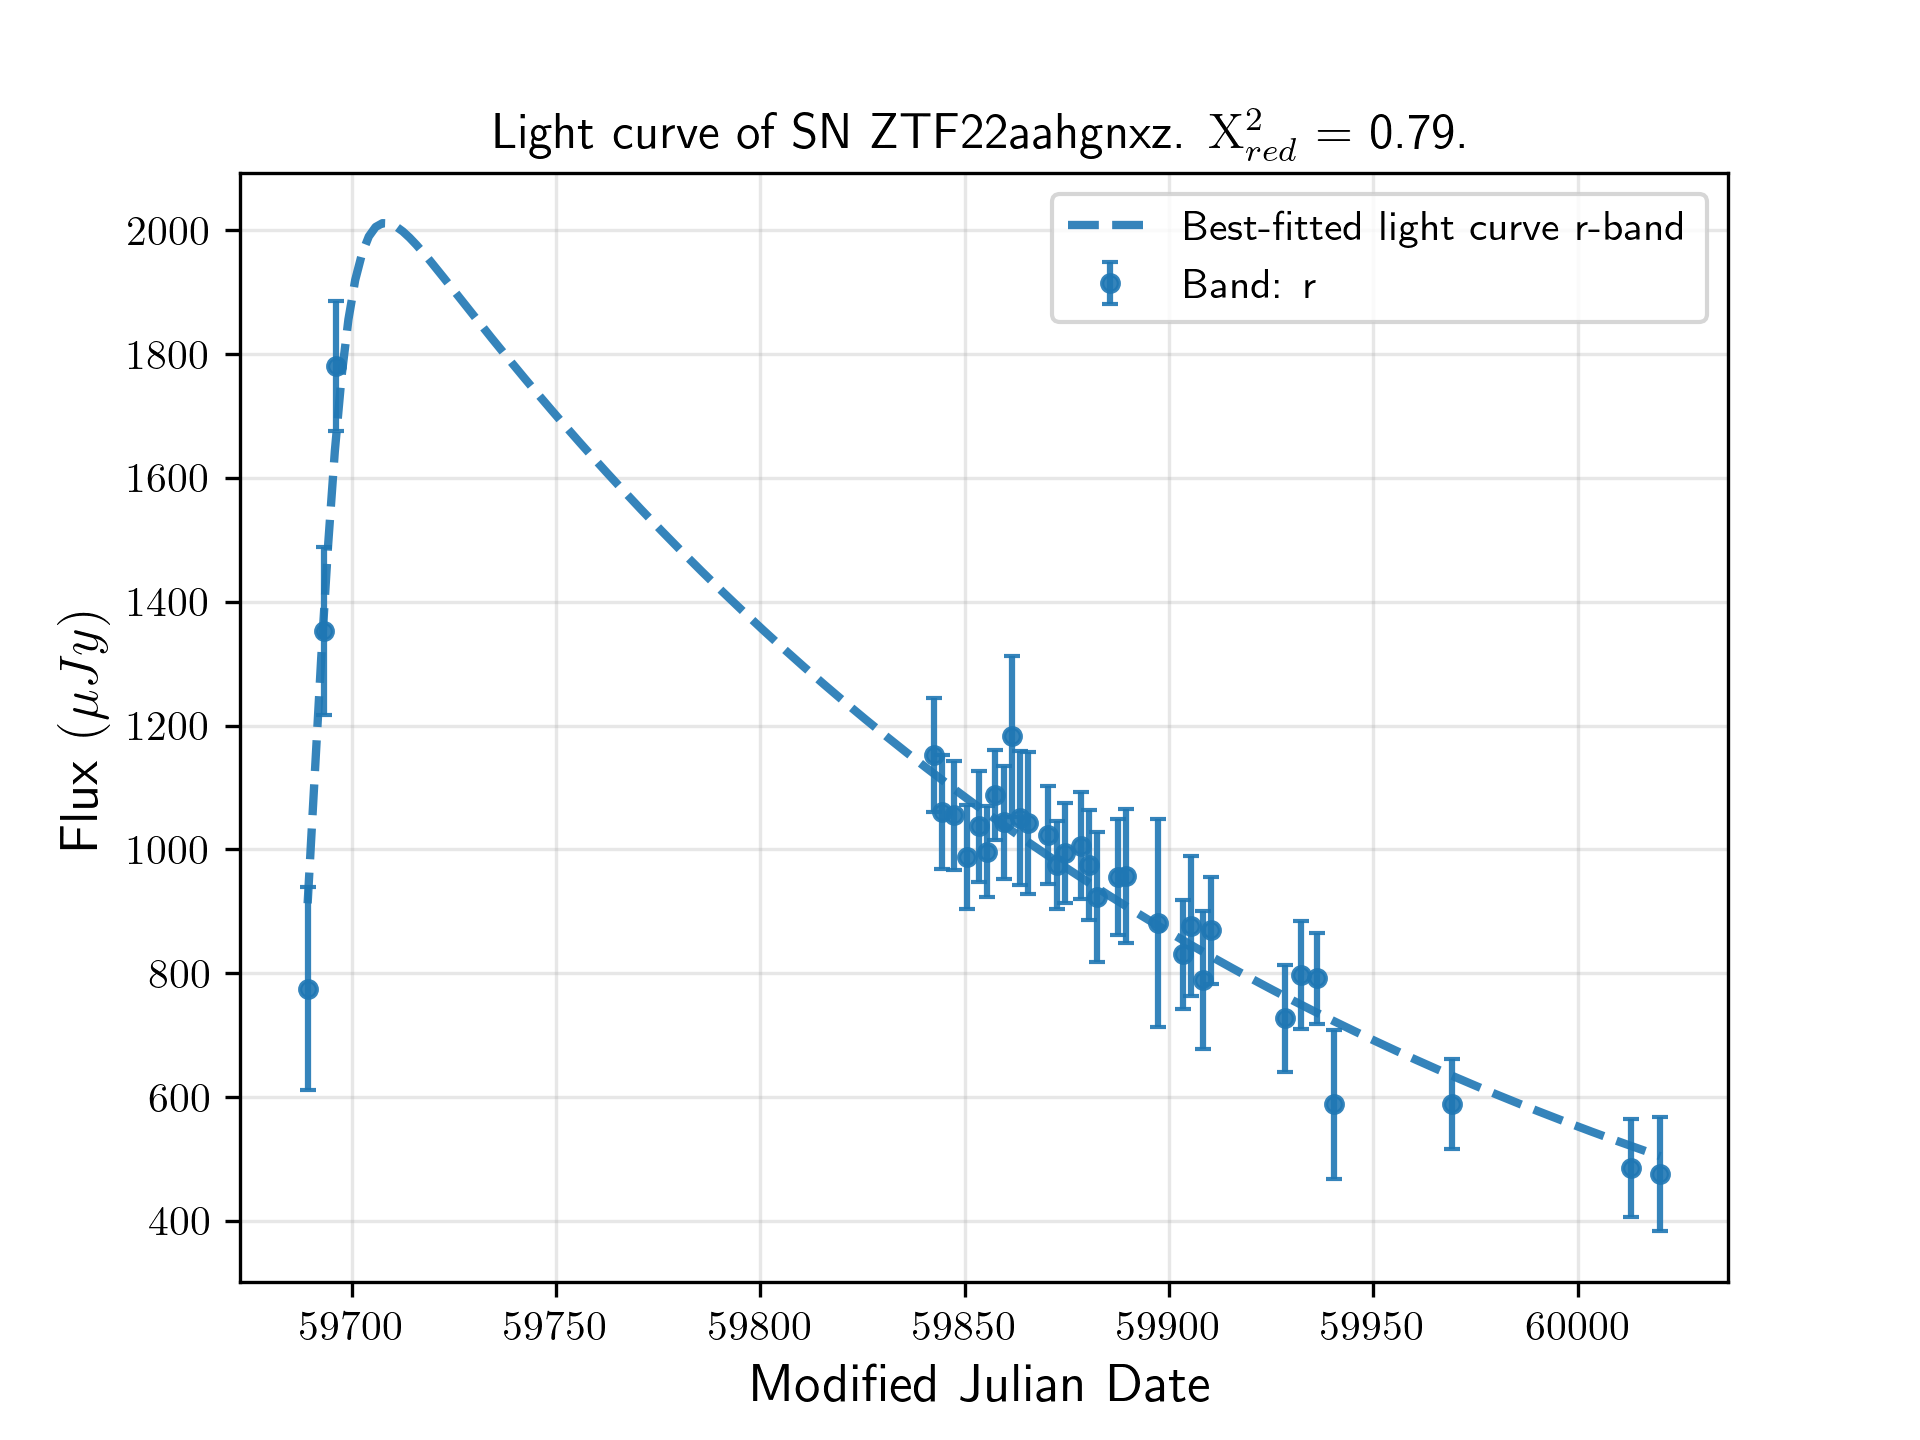 Light curve of SN ZTF22aahgnxz. X²red = 0.79.
Best-fitted light curve r-band
Band: r
2000
1800
1600
1400
1200
1000
800
600
400
Flux (μJy)
59700 59750 59800 59850 59900 59950 60000
Modified Julian Date